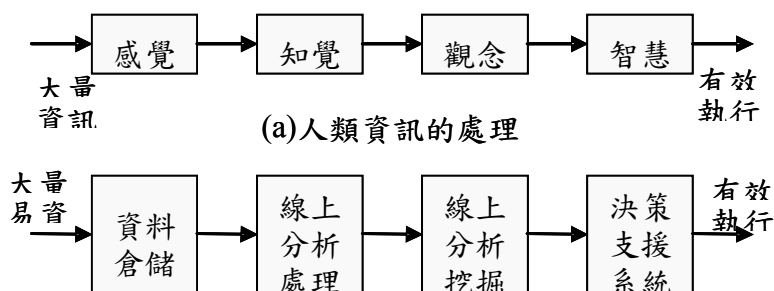 感覺
知覺
觀念
智慧
大量
資訊
有效
執行
(a)人類資訊的處理
大量
易資
資料
倉儲
線上
分析
處理
線上
分析
挖掘
決策
支援
系統
有效
執行